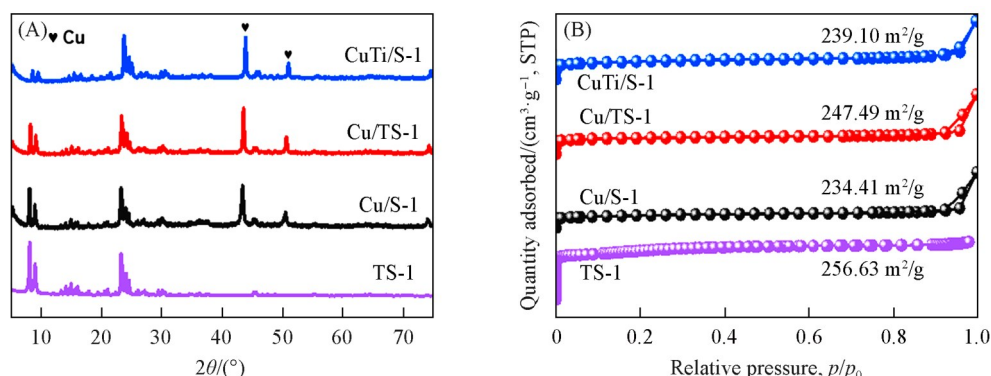 (A)
♥ Cu
CuTi/S-1
Cu/TS-1
Cu/S-1
TS-1
10 20 30 40 50 60 70
2θ/(°)
(B)
Quantity adsorbed/(cm³·g⁻¹, STP)
239.10 m²/g
CuTi/S-1
Cu/TS-1
247.49 m²/g
Cu/S-1
234.41 m²/g
TS-1
256.63 m²/g
0 0.2 0.4 0.6 0.8 1.0
Relative pressure, p/p₀